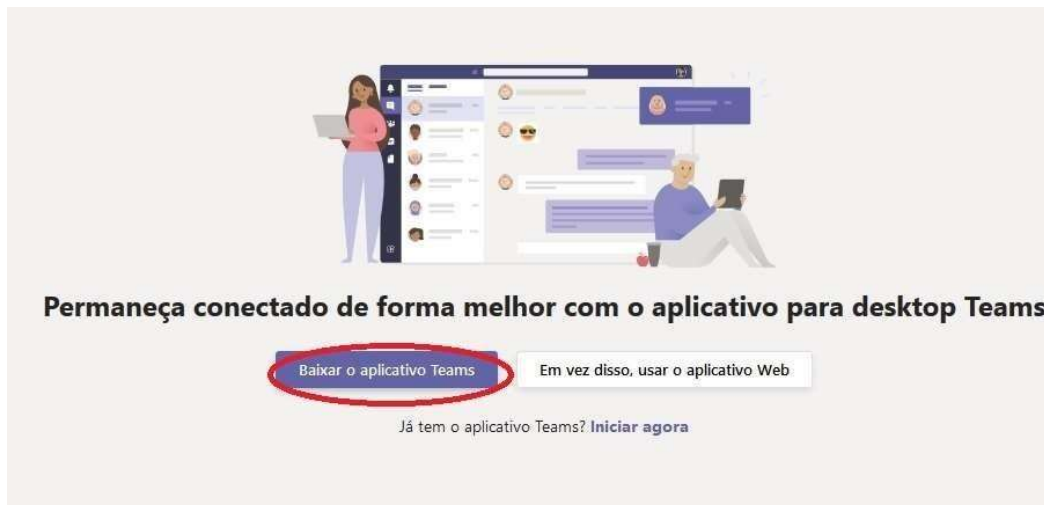 Permaneça conectado de forma melhor com o aplicativo para desktop Teams
Baixar o aplicativo Teams
Em vez disso, usar o aplicativo Web
Já tem o aplicativo Teams? Iniciar agora